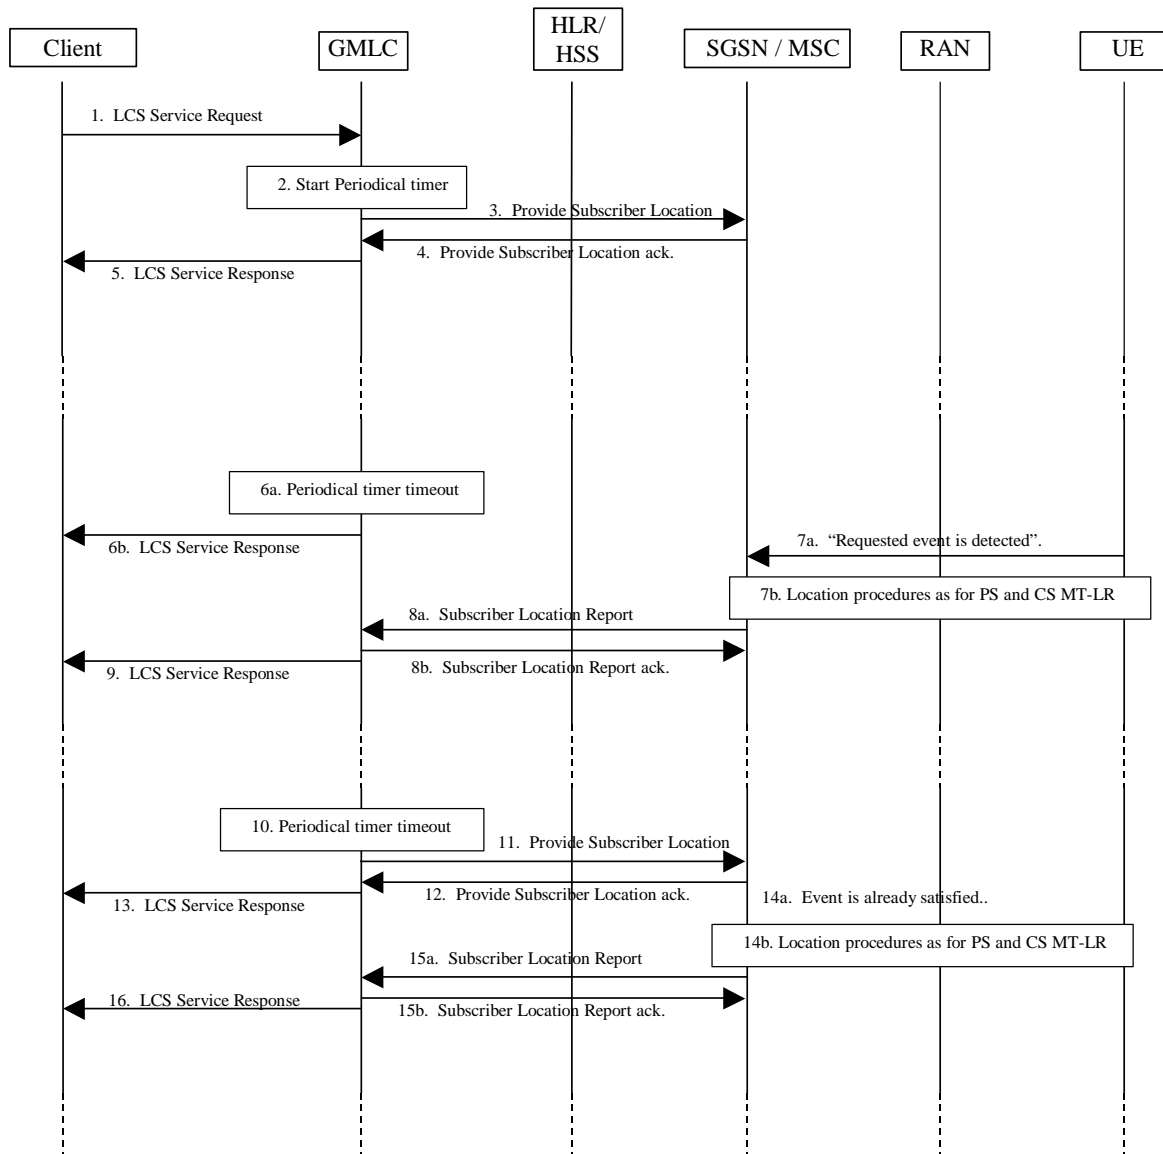 Client
GMLC
HLR/
HSS
SGSN / MSC
RAN
UE
1. LCS Service Request
2. Start Periodical timer
3. Provide Subscriber Location
4. Provide Subscriber Location ack.
5. LCS Service Response
6a. Periodical timer timeout
6b. LCS Service Response
7a. “Requested event is detected”.
7b. Location procedures as for PS and CS MT-LR
8a. Subscriber Location Report
8b. Subscriber Location Report ack.
9. LCS Service Response
10. Periodical timer timeout
11. Provide Subscriber Location
12. Provide Subscriber Location ack.
13. LCS Service Response
14a. Event is already satisfied..
14b. Location procedures as for PS and CS MT-LR
15a. Subscriber Location Report
15b. Subscriber Location Report ack.
16. LCS Service Response